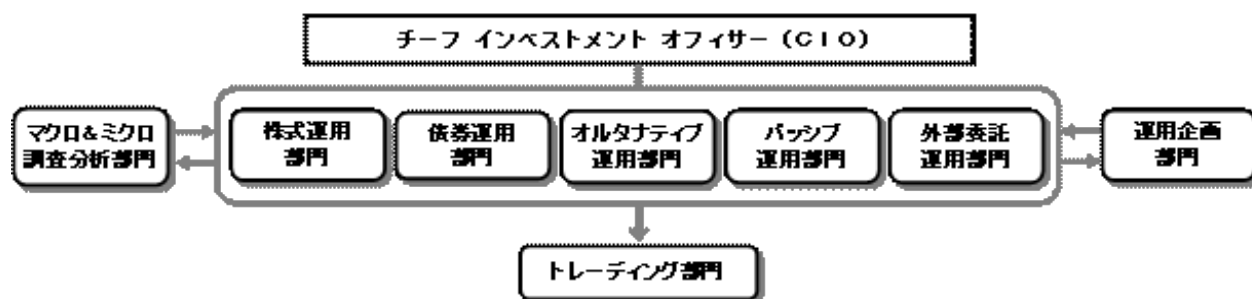 チーフ インベストメント オフィサー（ＣＩＯ）
マクロ＆ミクロ
調査分析部門
株式運用
部門
債券運用
部門
オルタナティブ
運用部門
パッシブ
運用部門
外部委託
運用部門
運用企画
部門
トレーディング部門